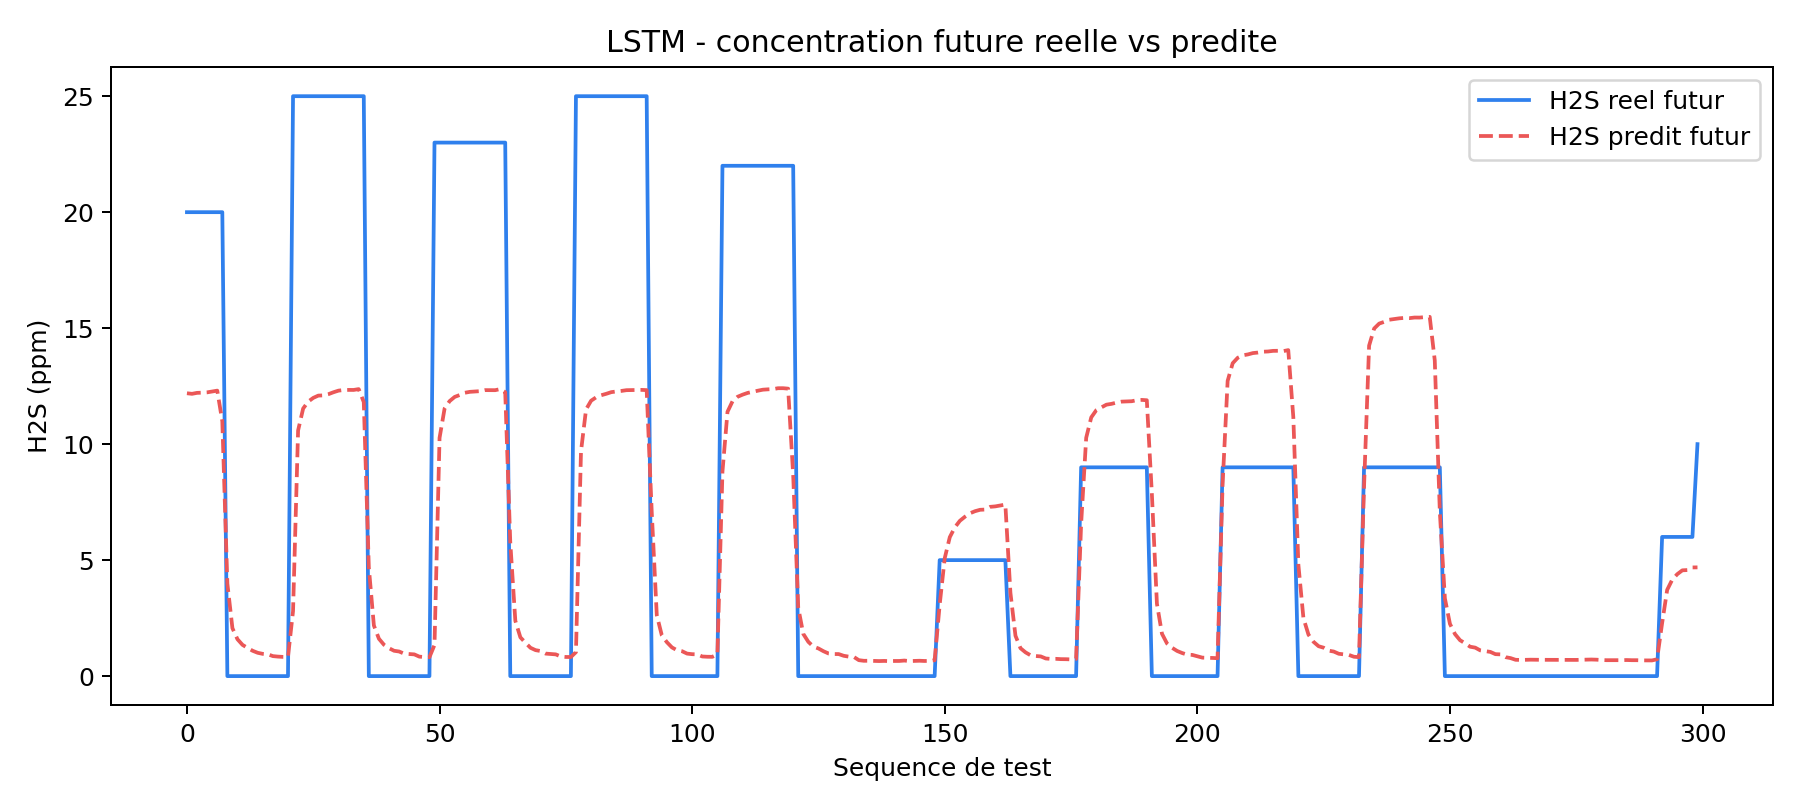 LSTM - concentration future reelle vs predite
H2S reel futur
H2S predit futur
H2S (ppm)
25
20
15
10
5
0
0 50 100 150 200 250 300
Sequence de test